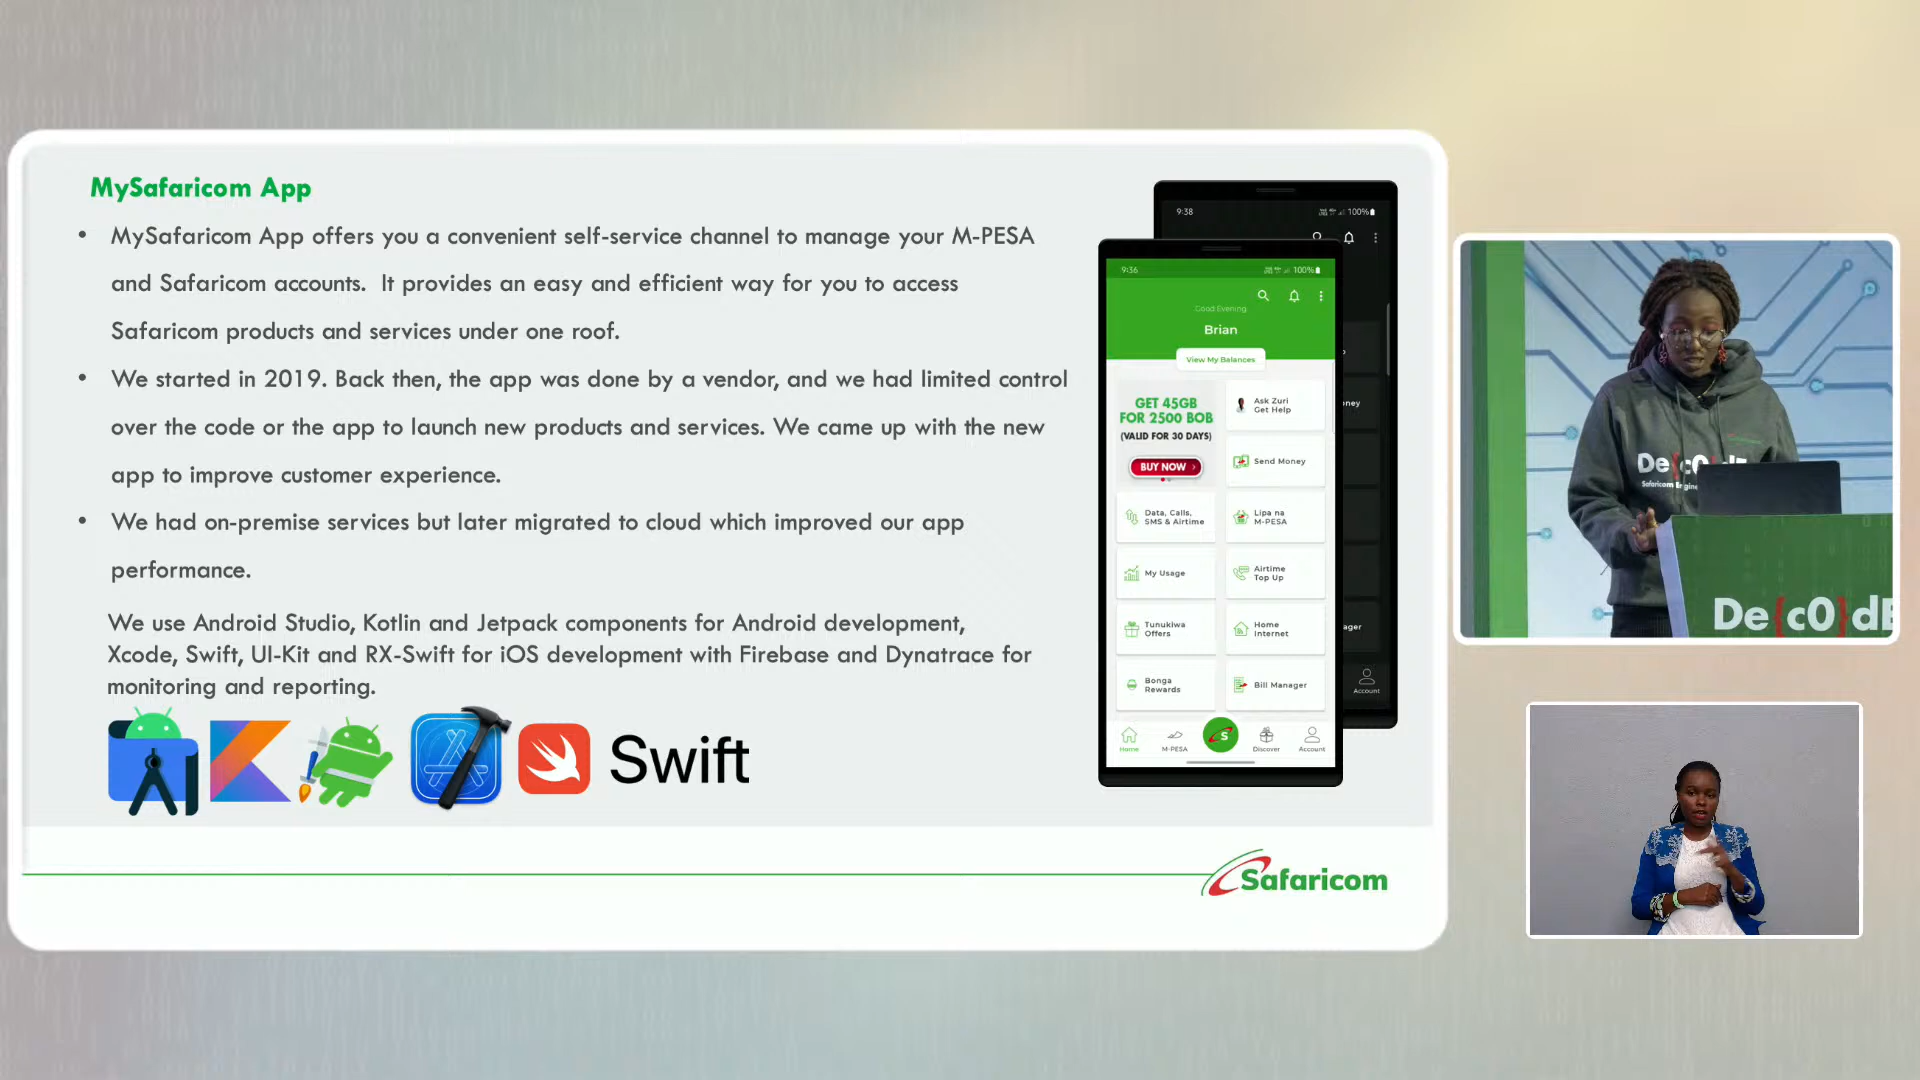 MySafaricom App
• MySafaricom App offers you a convenient self-service channel to manage your M-PESA
and Safaricom accounts. It provides an easy and efficient way for you to access
Safaricom products and services under one roof.
• We started in 2019. Back then, the app was done by a vendor, and we had limited control
over the code or the app to launch new products and services. We came up with the new
app to improve customer experience.
• We had on-premise services but later migrated to cloud which improved our app
performance.
We use Android Studio, Kotlin and Jetpack components for Android development,
Xcode, Swift, UI-Kit and RX-Swift for iOS development with Firebase and Dynatrace for
monitoring and reporting.
Swift
Safaricom
9:38
100%
ney
ager
Account
9:36
100%
Good Evening
Brian
View My Balances
GET 45GB
FOR 2500 BOB
(VALID FOR 30 DAYS)
BUY NOW
Ask Zuri
Get Help
Send Money
Data, Calls,
SMS & Airtime
Lipa na
M-PESA
My Usage
Airtime
Top Up
Tunukiwa
Offers
Home
Internet
Bonga
Rewards
Bill Manager
Home
M-PESA
S
Discover
Account
De{c0
Safaricom Engine
De{c0}dE